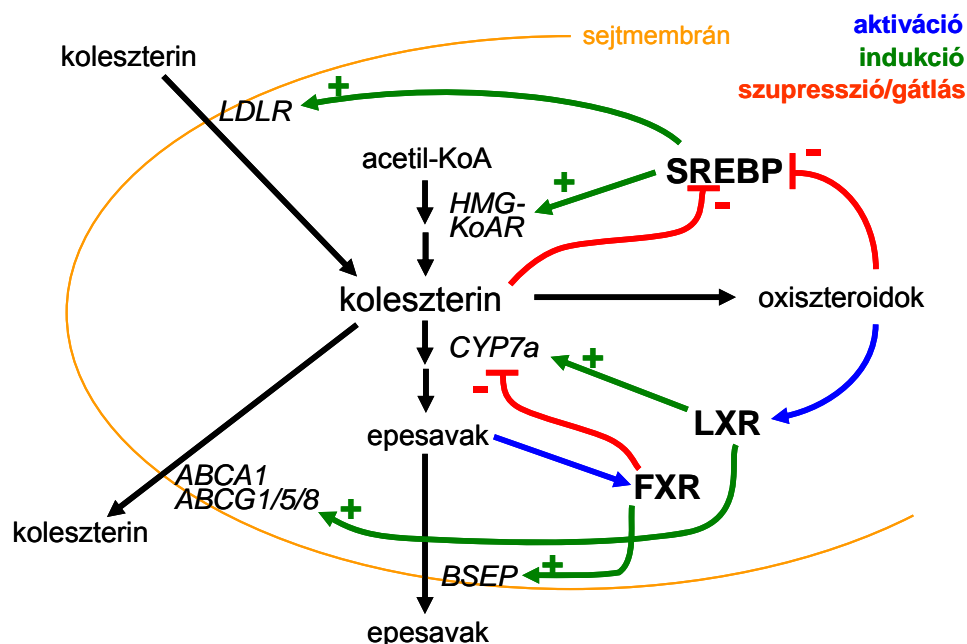 sejtmembrán
aktiváció
indukció
szupresszió/gátlás
koleszterin
+
LDLR
acetil-KoA
SREBP
-
+
-
HMG-
KoAR
koleszterin
oxiszteroidok
CYP7a
+
-
LXR
epesavak
FXR
ABCA1
ABCG1/5/8
+
koleszterin
BSEP
+
epesavak